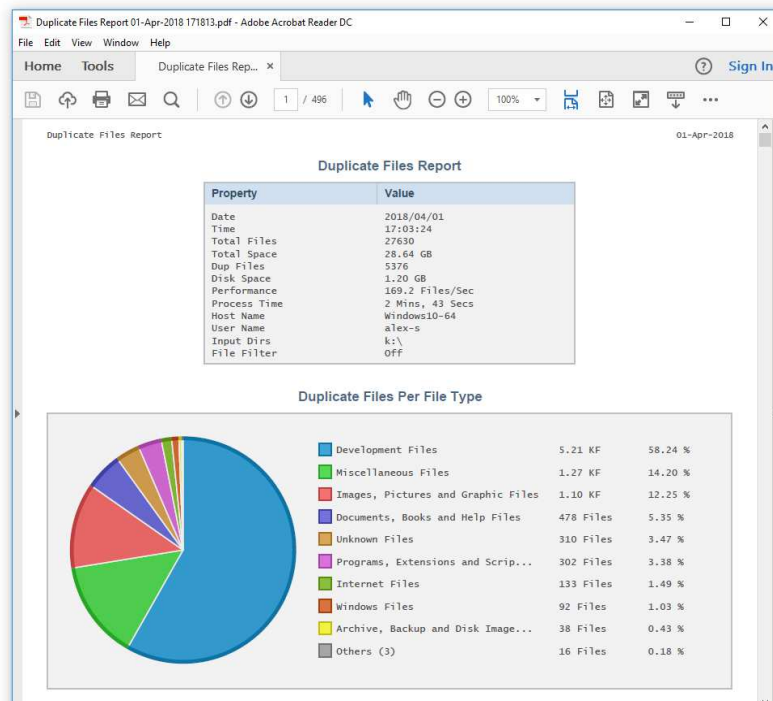 Duplicate Files Report 01-Apr-2018 171813.pdf - Adobe Acrobat Reader DC
File Edit View Window Help
Home Tools Duplicate Files Rep... × ? Sign In
1 / 496 100%
Duplicate Files Report 01-Apr-2018
Duplicate Files Report
Property Value
Date 2018/04/01
Time 17:03:24
Total Files 27630
Total Space 28.64 GB
Dup Files 5376
Disk Space 1.20 GB
Performance 169.2 Files/Sec
Process Time 2 Mins, 43 Secs
Host Name Windows10-64
User Name alex-s
Input Dirs k:\
File Filter Off
Duplicate Files Per File Type
Development Files 5.21 KF 58.24 %
Miscellaneous Files 1.27 KF 14.20 %
Images, Pictures and Graphic Files 1.10 KF 12.25 %
Documents, Books and Help Files 478 Files 5.35 %
Unknown Files 310 Files 3.47 %
Programs, Extensions and Scrip... 302 Files 3.38 %
Internet Files 133 Files 1.49 %
Windows Files 92 Files 1.03 %
Archive, Backup and Disk Image... 38 Files 0.43 %
Others (3) 16 Files 0.18 %